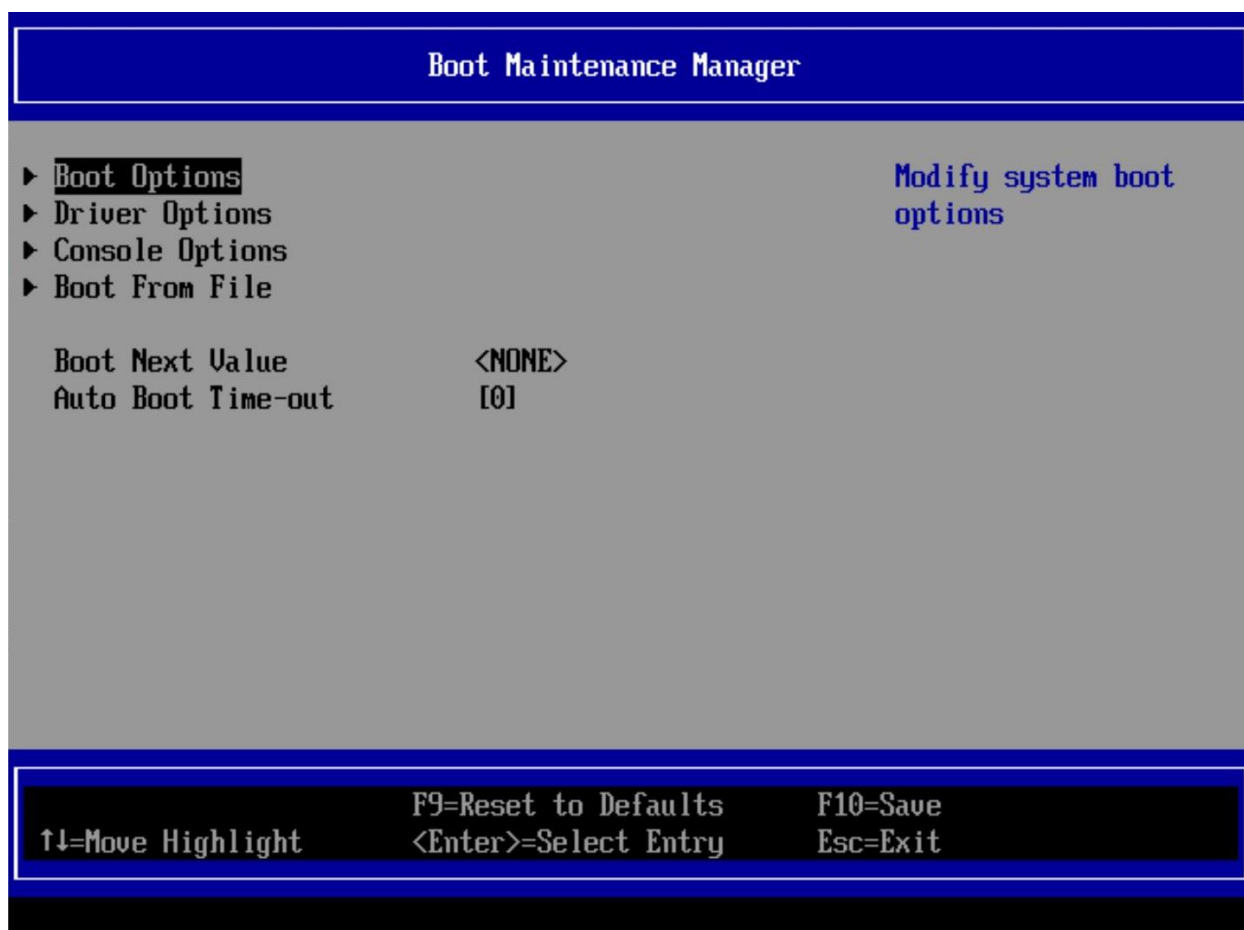 Boot Maintenance Manager
▶ Boot Options
Modify system boot
▶ Driver Options
options
▶ Console Options
▶ Boot From File
Boot Next Value <NONE>
Auto Boot Time-out [0]
F9=Reset to Defaults F10=Save
↑↓=Move Highlight <Enter>=Select Entry Esc=Exit